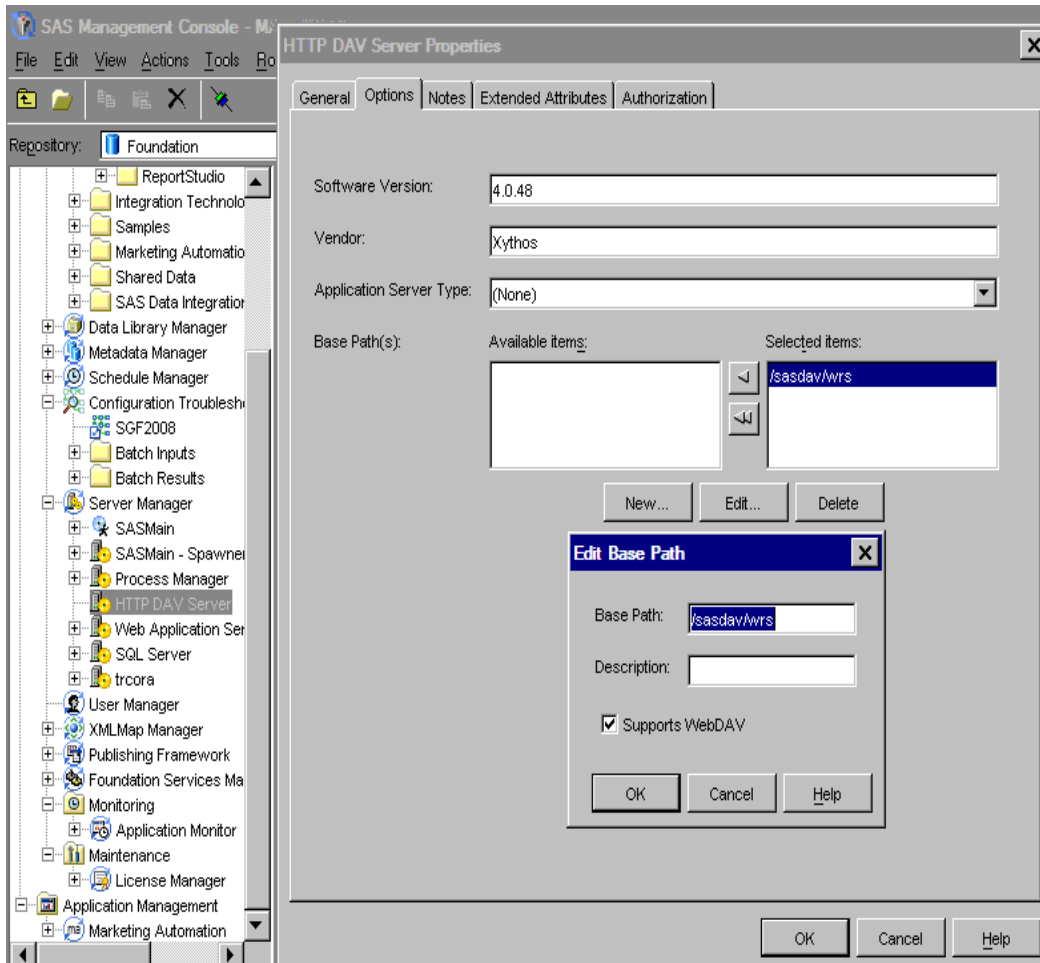 SAS Management Console - MA
File Edit View Actions Tools Ro
Repository: Foundation
ReportStudio
Integration Technolo
Samples
Marketing Automatio
Shared Data
SAS Data Integration
Data Library Manager
Metadata Manager
Schedule Manager
Configuration Troublesh
SGF2008
Batch Inputs
Batch Results
Server Manager
SASMain
SASMain - Spawner
Process Manager
HTTP DAV Server
Web Application Ser
SQL Server
trcora
User Manager
XMLMap Manager
Publishing Framework
Foundation Services Ma
Monitoring
Application Monitor
Maintenance
License Manager
Application Management
Marketing Automation
HTTP DAV Server Properties
General Options Notes Extended Attributes Authorization
Software Version: 4.0.48
Vendor: Xythos
Application Server Type: (None)
Base Path(s): Available items: Selected items:
/sasdav/wrs
New... Edit... Delete
Edit Base Path
Base Path: /sasdav/wrs
Description:
Supports WebDAV
OK Cancel Help
OK Cancel Help